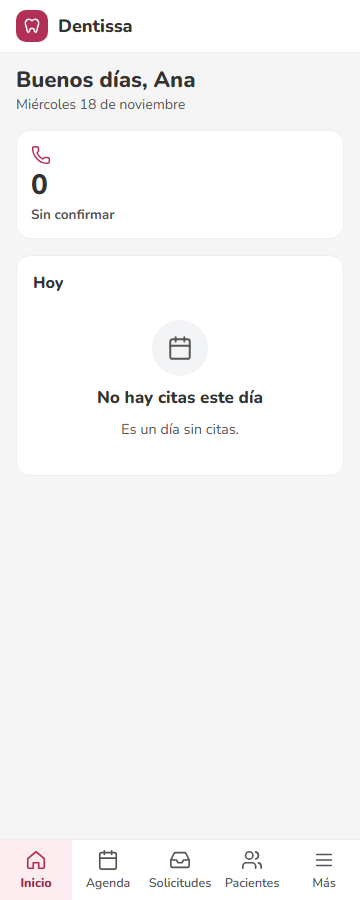 Dentissa
Buenos días, Ana
Miércoles 18 de noviembre
0
Sin confirmar
Hoy
No hay citas este día
Es un día sin citas.
Inicio
Agenda
Solicitudes
Pacientes
Más